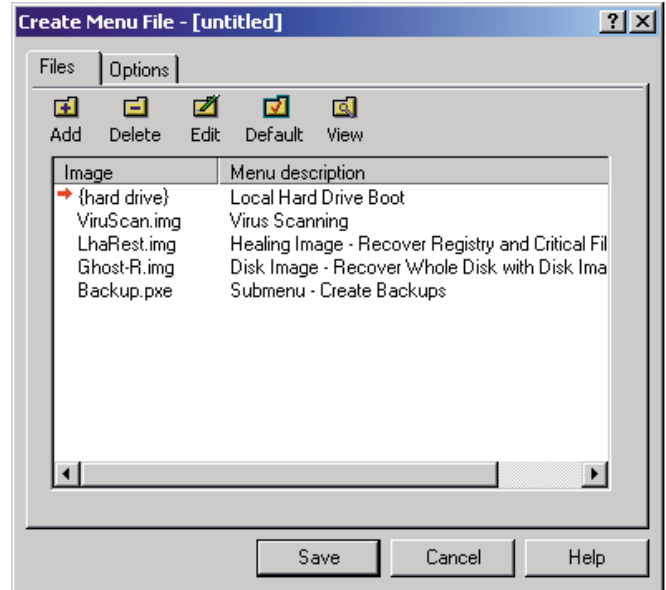 Create Menu File - [untitled]
Files Options
Add Delete Edit Default View
Image Menu description
{hard drive} Local Hard Drive Boot
ViruScan.img Virus Scanning
LhaRest.img Healing Image - Recover Registry and Critical Fil
Ghost-R.img Disk Image - Recover Whole Disk with Disk Ima
Backup.pxe Submenu - Create Backups
Save Cancel Help